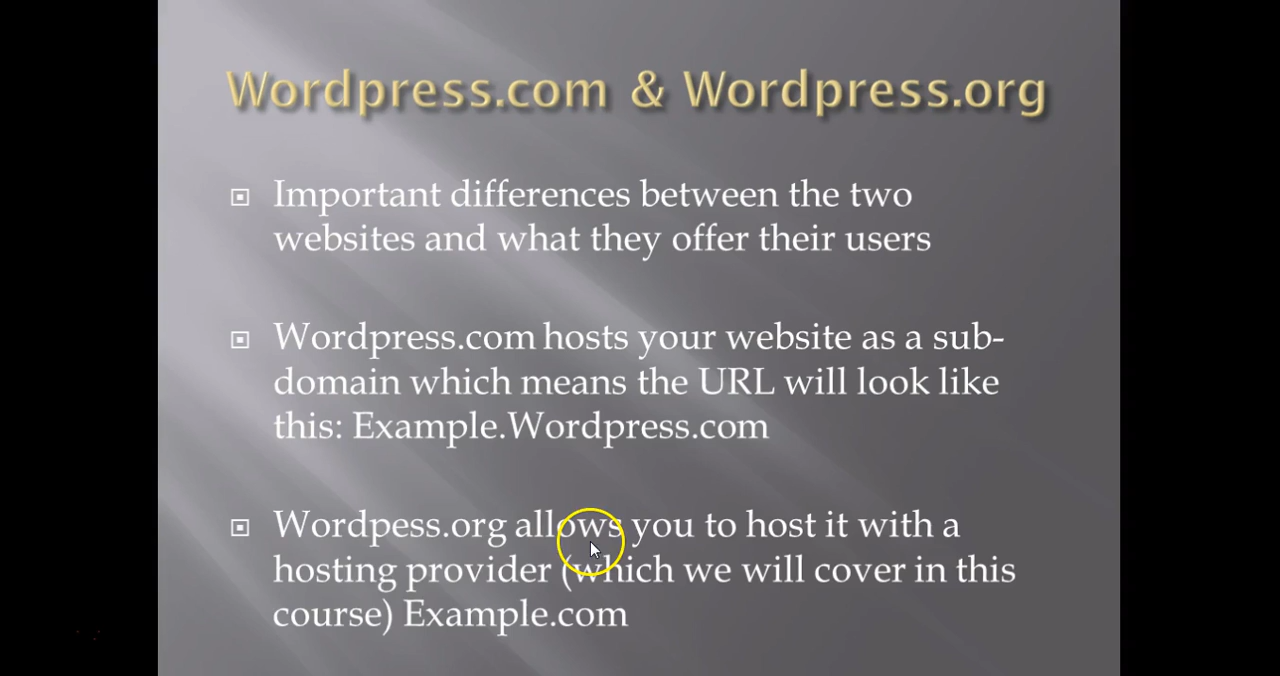 Wordpress.com & Wordpress.org
Important differences between the two
websites and what they offer their users
Wordpress.com hosts your website as a sub-
domain which means the URL will look like
this: Example.Wordpress.com
Wordpess.org allows you to host it with a
hosting provider (which we will cover in this
course) Example.com